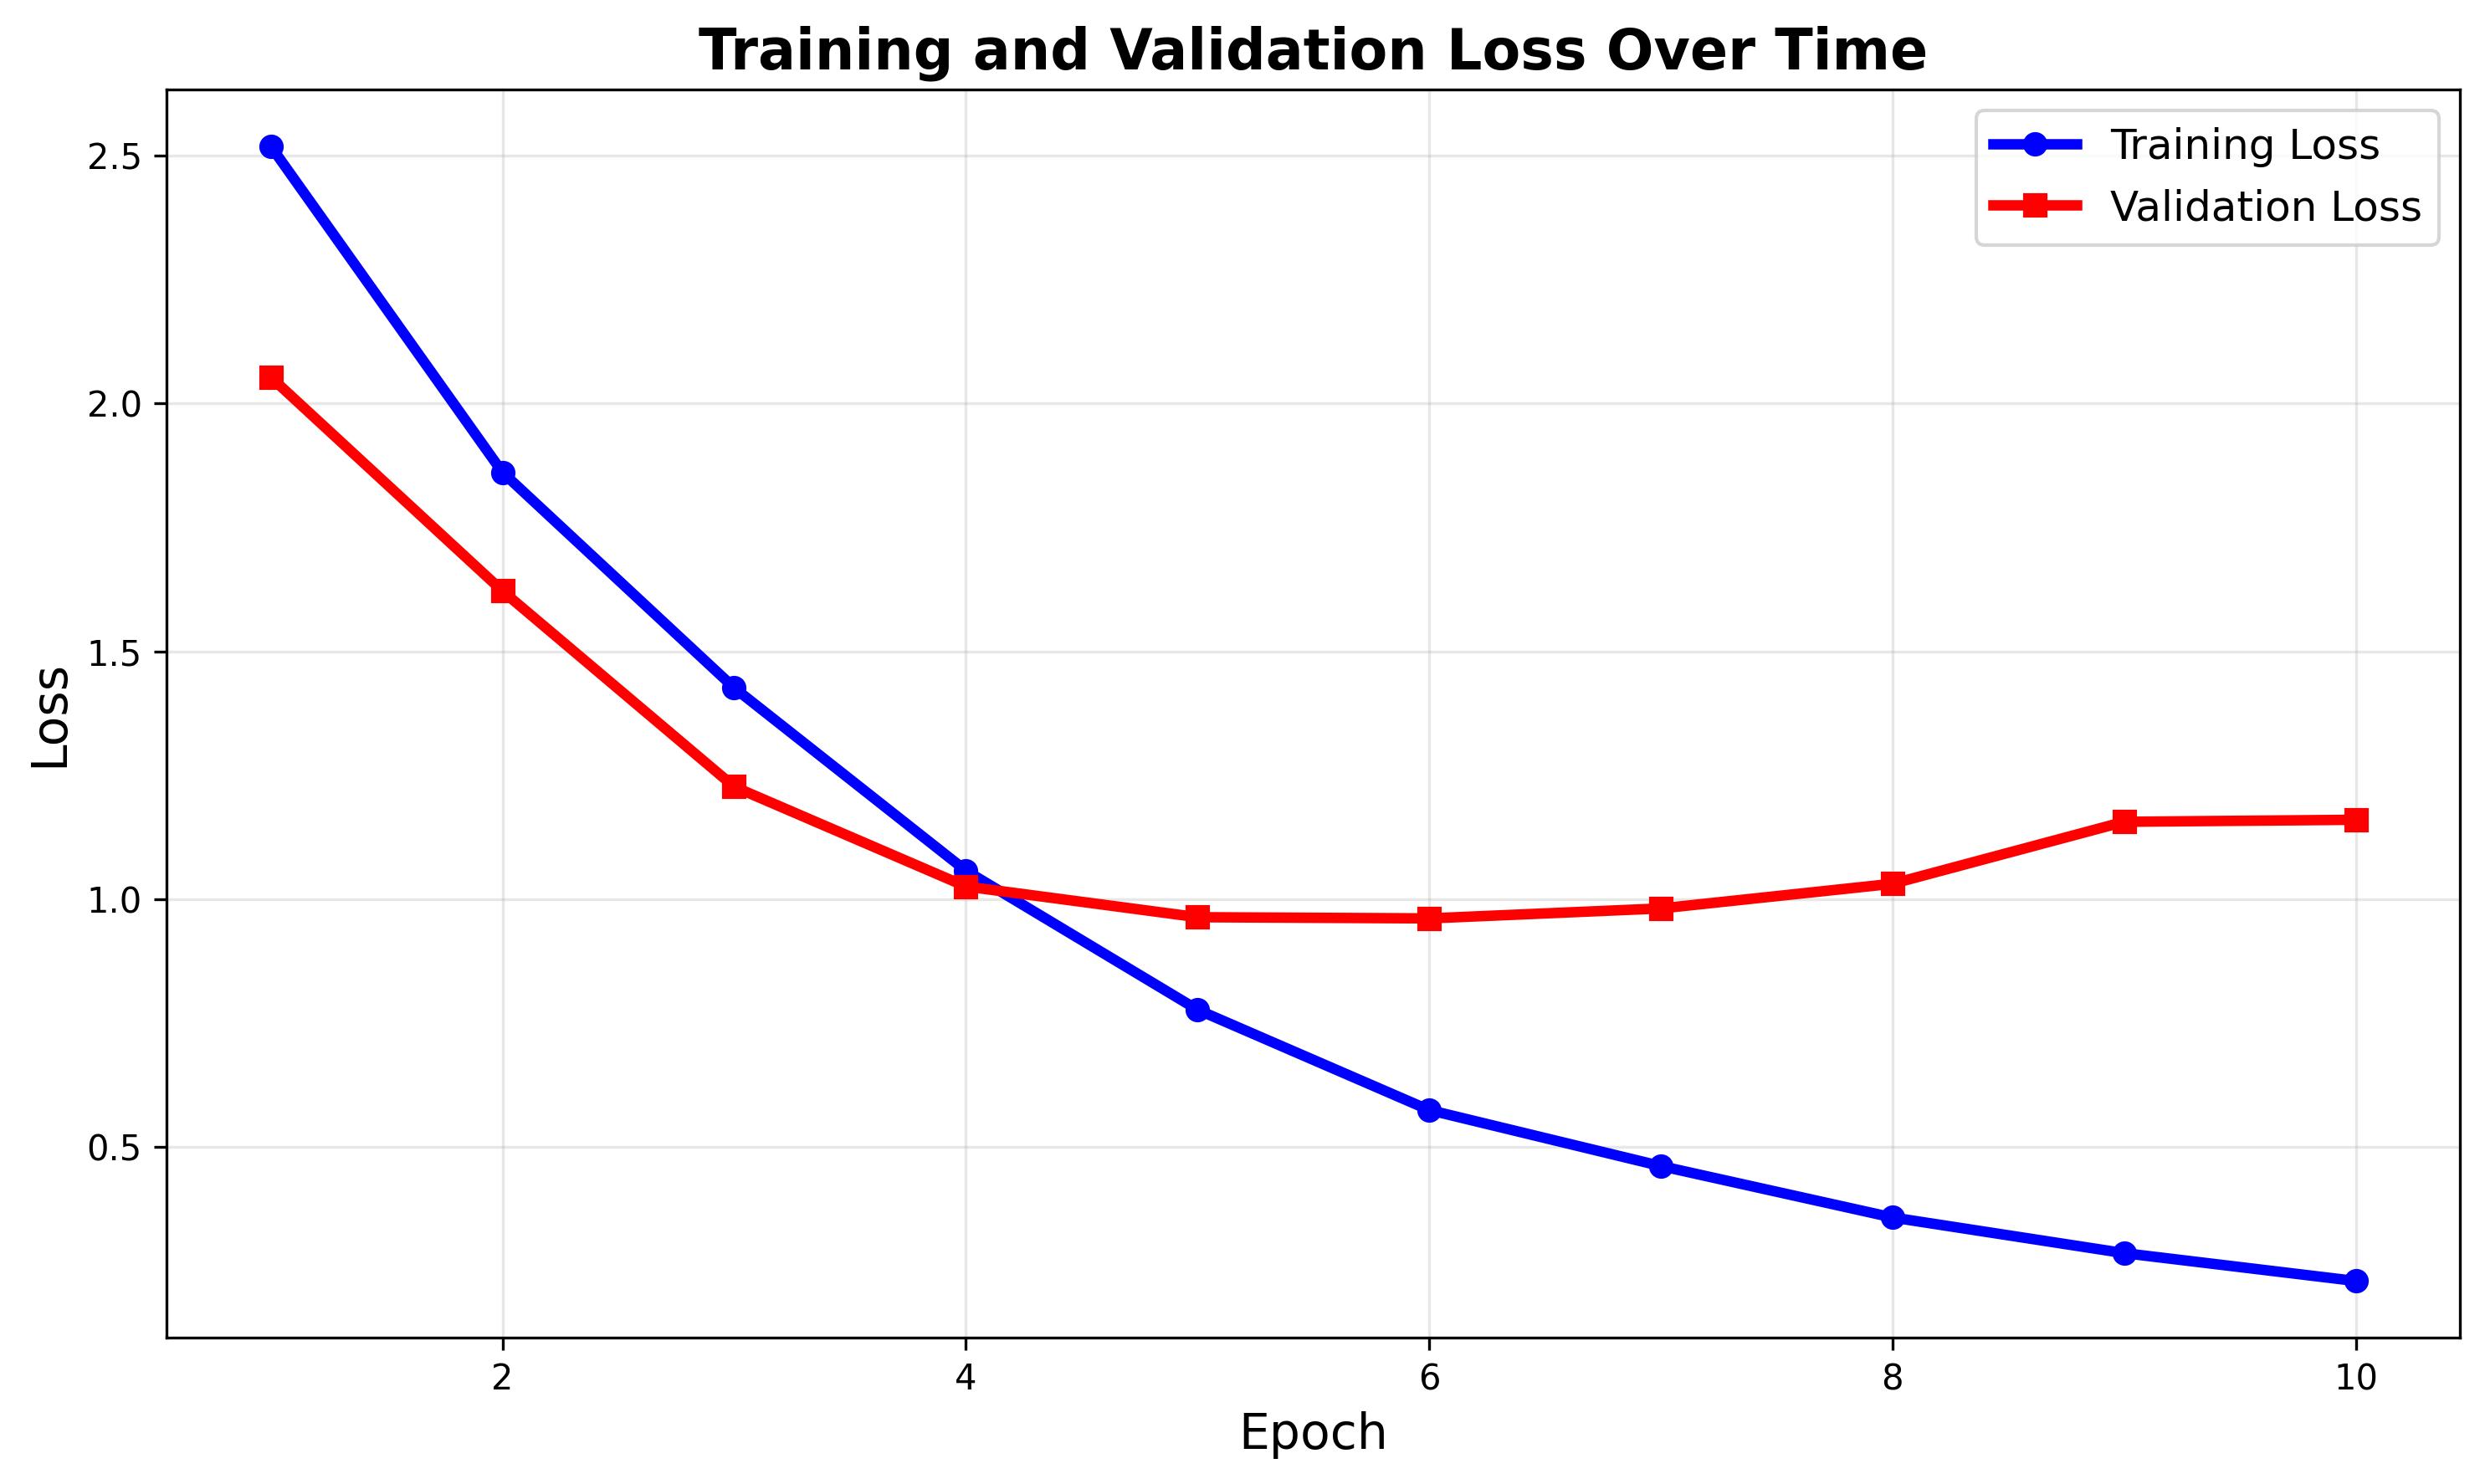 Training and Validation Loss Over Time
Training Loss
Validation Loss
2.5
2.0
1.5
1.0
0.5
Loss
2 4 6 8 10
Epoch